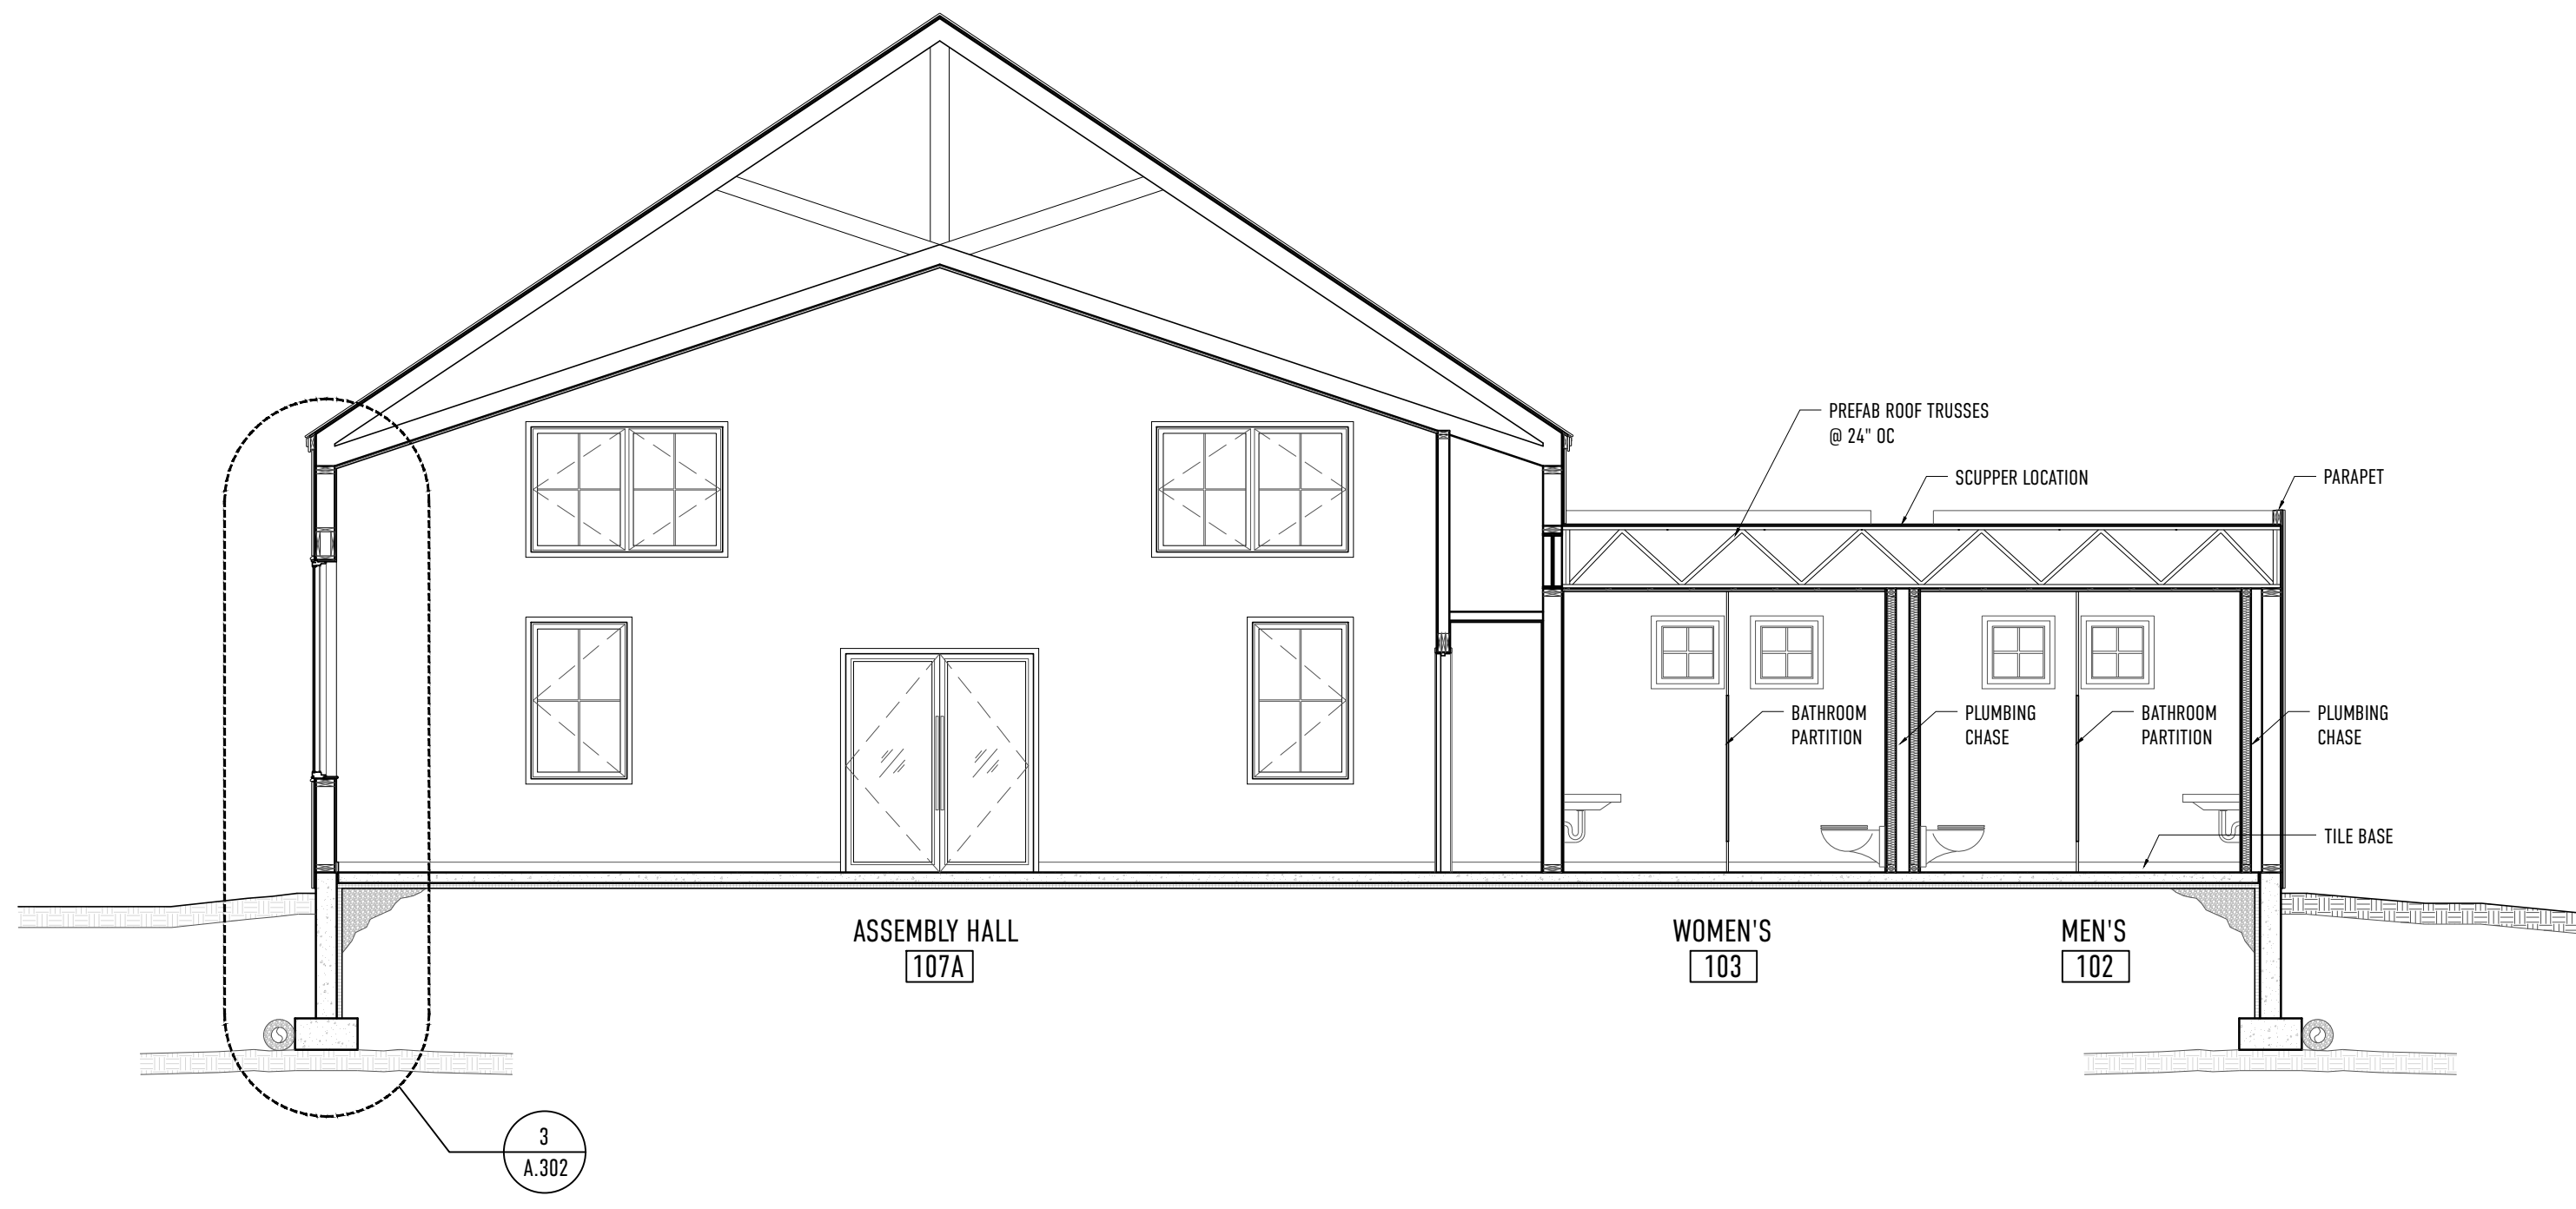 PREFAB ROOF TRUSSES
@ 24" OC
SCUPPER LOCATION
PARAPET
BATHROOM
PARTITION
PLUMBING
CHASE
BATHROOM
PARTITION
PLUMBING
CHASE
TILE BASE
ASSEMBLY HALL
107A
WOMEN'S
103
MEN'S
102
3
A.302